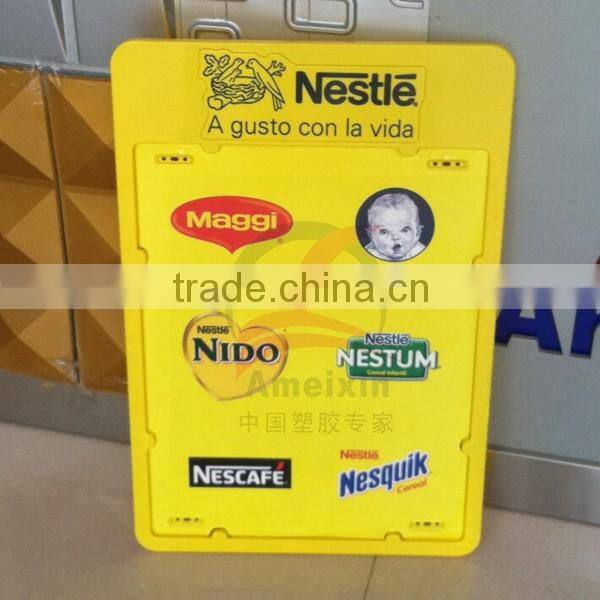 Nestlé
A gusto con la vida
Maggi
trade.china.cn
Nestlé
NIDO
Nestlé
NESTUM
Cereal Infantil
Ameixin
中国塑胶专家
NESCAFÉ
Nestlé
Nesquik
Cereal